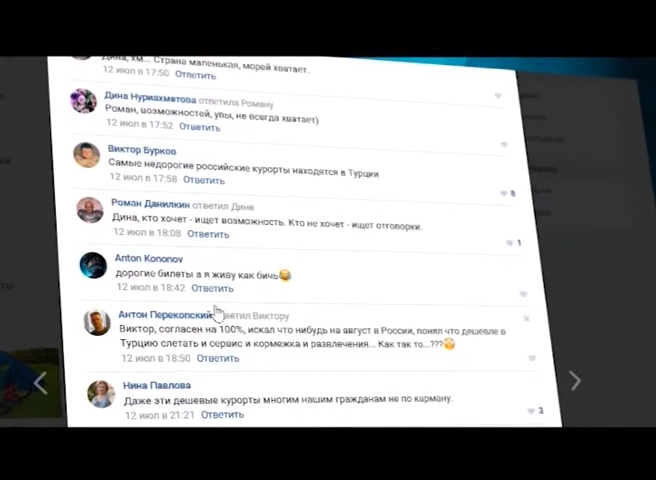 Дина, хм... Страна маленькая, морей хватает.
12 июл в 17:50 Ответить
Дина Нуриахметова ответила Роману
Роман, возможностей, увы, не всегда хватает)
12 июл в 17:52 Ответить
Виктор Бурков
Самые недорогие российские курорты находятся в Турции
12 июл в 17:58 Ответить
8
Роман Данилкин ответил Дине
Дина, кто хочет - ищет возможность. Кто не хочет - ищет отговорки.
12 июл в 18:08 Ответить
1
Anton Kononov
дорогие билеты а я живу как бичь😂
12 июл в 18:42 Ответить
Антон Перекопский ответил Виктору
Виктор, согласен на 100%, искал что нибудь на август в России, понял что дешевле в
Турцию слетать и сервис и кормежка и развлечения... Как так то...???
12 июл в 18:50 Ответить
Нина Павлова
Даже эти дешевые курорты многим нашим гражданам не по карману.
12 июл в 21:21 Ответить
3